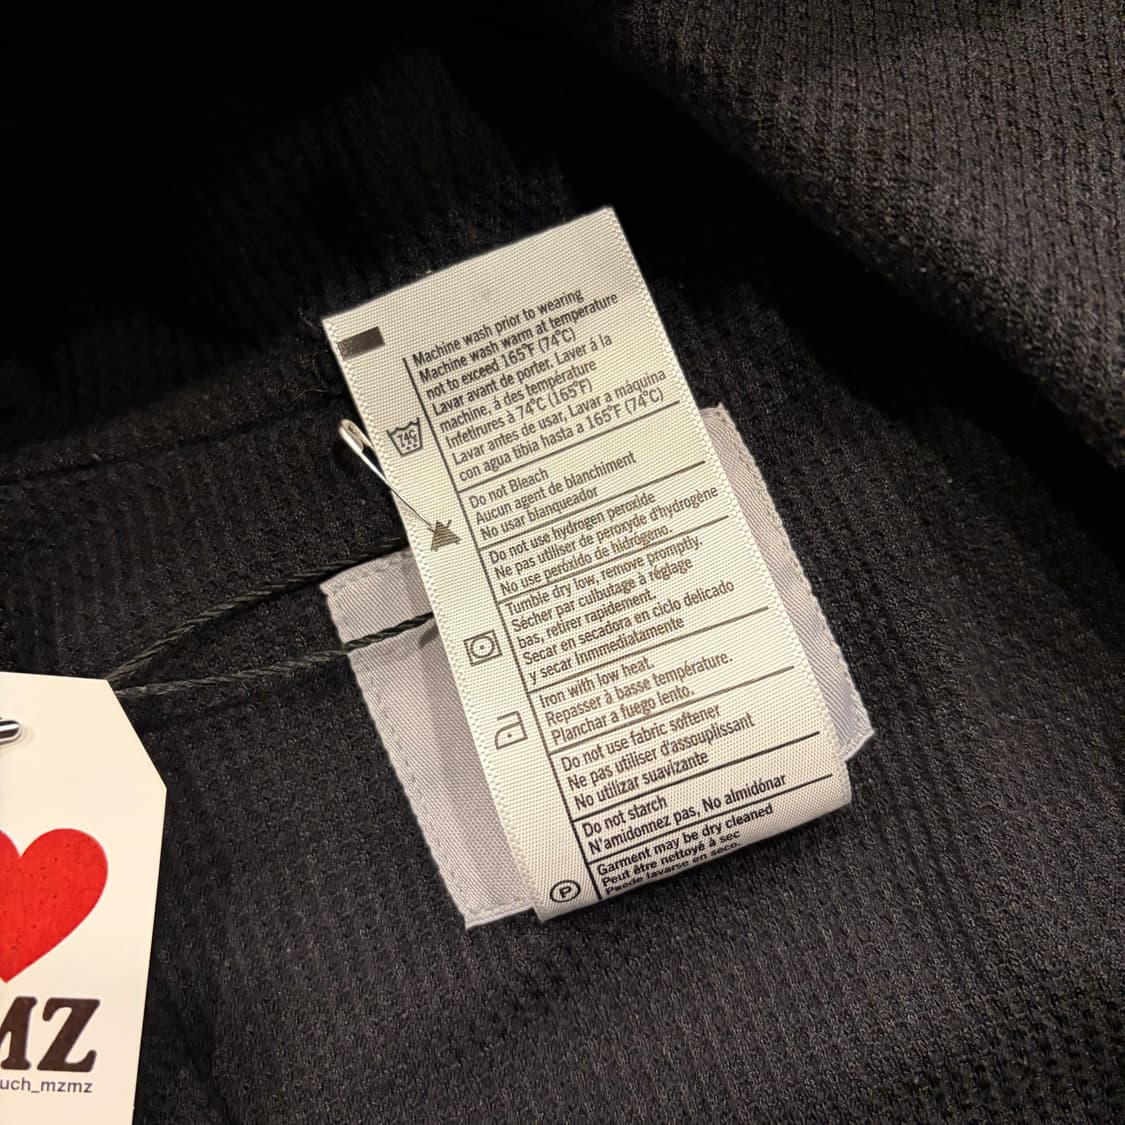 Machine wash prior to wearing
Machine wash warm at temperature
not to exceed 165°F (74°C)
Lavar avant de porter, Laver à la
machine, á des température
Infetirures à 74°C (165°F)
Lavar antes de usar, Lavar a màquina
con agua tibia hasta a 165°F (74°C)
74C
Do not Bleach
Aucun agent de blanchiment
No usar blanqueador
Do not use hydrogen peroxide
Ne pas utiliser de peroxyde d'hydrogène
No use peróxido de hidrógeno.
Tumble dry low, remove promptly.
Sécher par culbutage à réglage
bas, retirer rapidement.
Secar en secadora en ciclo delicado
y secar Inmmediatamente
Iron with low heat.
Repasser à basse température.
Planchar a fuego lento.
Do not use fabric softener
Ne pas utiliser d'assouplissant
No utilizar suavizante
Do not starch
N'amidonnez pas, No almidónar
Garment may be dry cleaned
Peut être nettoyé à sec
Puede lavarse en seco.
P
MZ
uch_mzmz